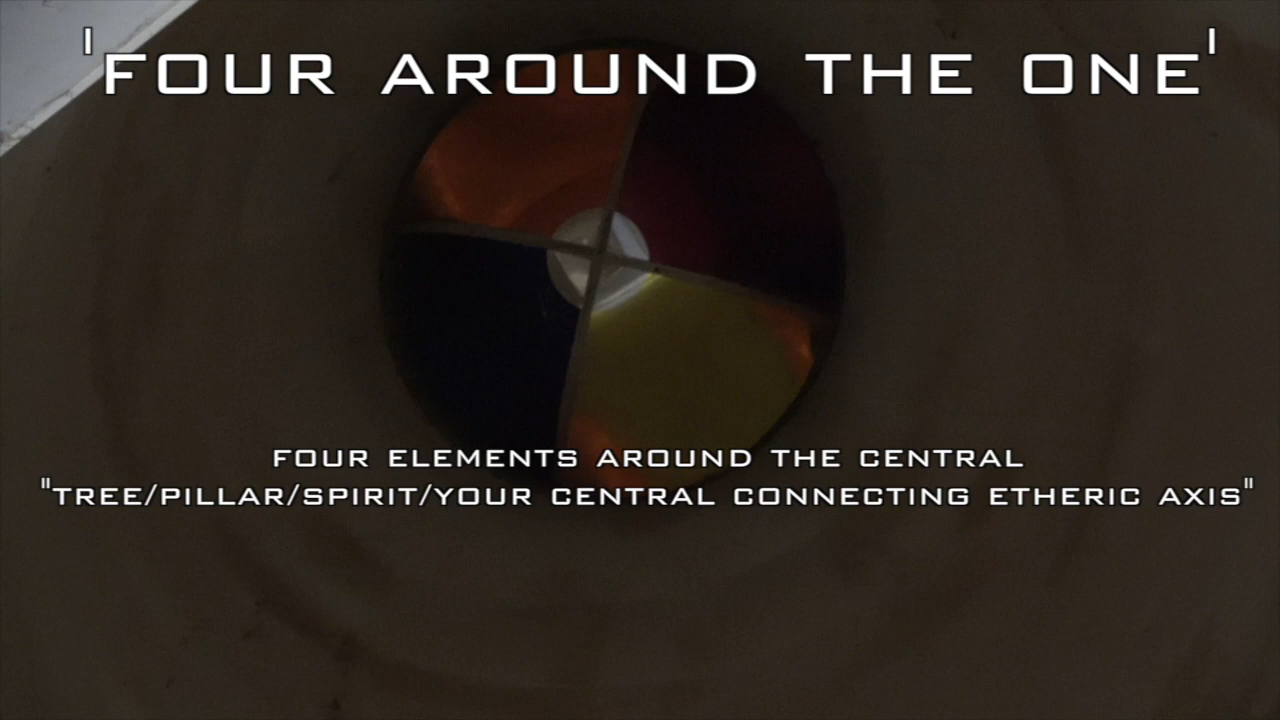 'FOUR AROUND THE ONE'
FOUR ELEMENTS AROUND THE CENTRAL
"TREE/PILLAR/SPIRIT/YOUR CENTRAL CONNECTING ETHERIC AXIS"